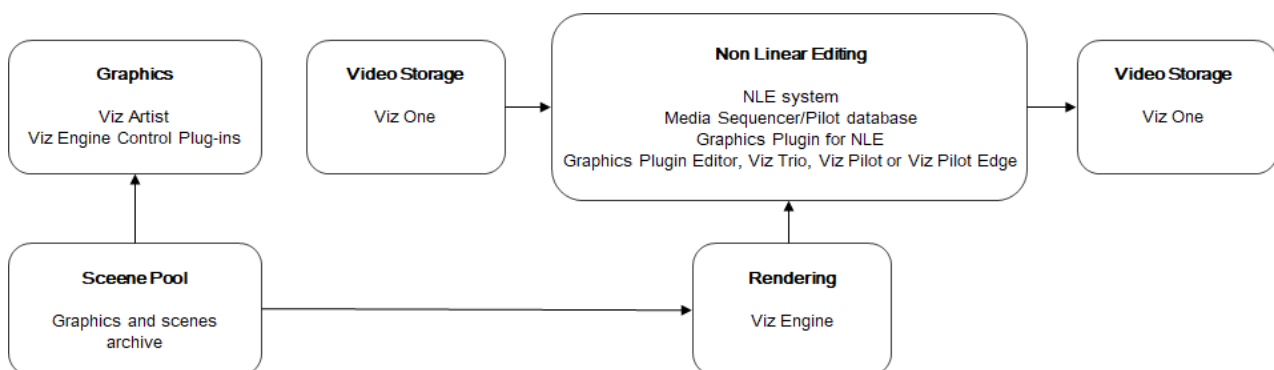 Graphics
Viz Artist
Viz Engine Control Plug-ins
Video Storage
Viz One
Non Linear Editing
NLE system
Media Sequencer/Pilot database
Graphics Plugin for NLE
Graphics Plugin Editor, Viz Trio, Viz Pilot or Viz Pilot Edge
Video Storage
Viz One
Sceene Pool
Graphics and scenes
archive
Rendering
Viz Engine